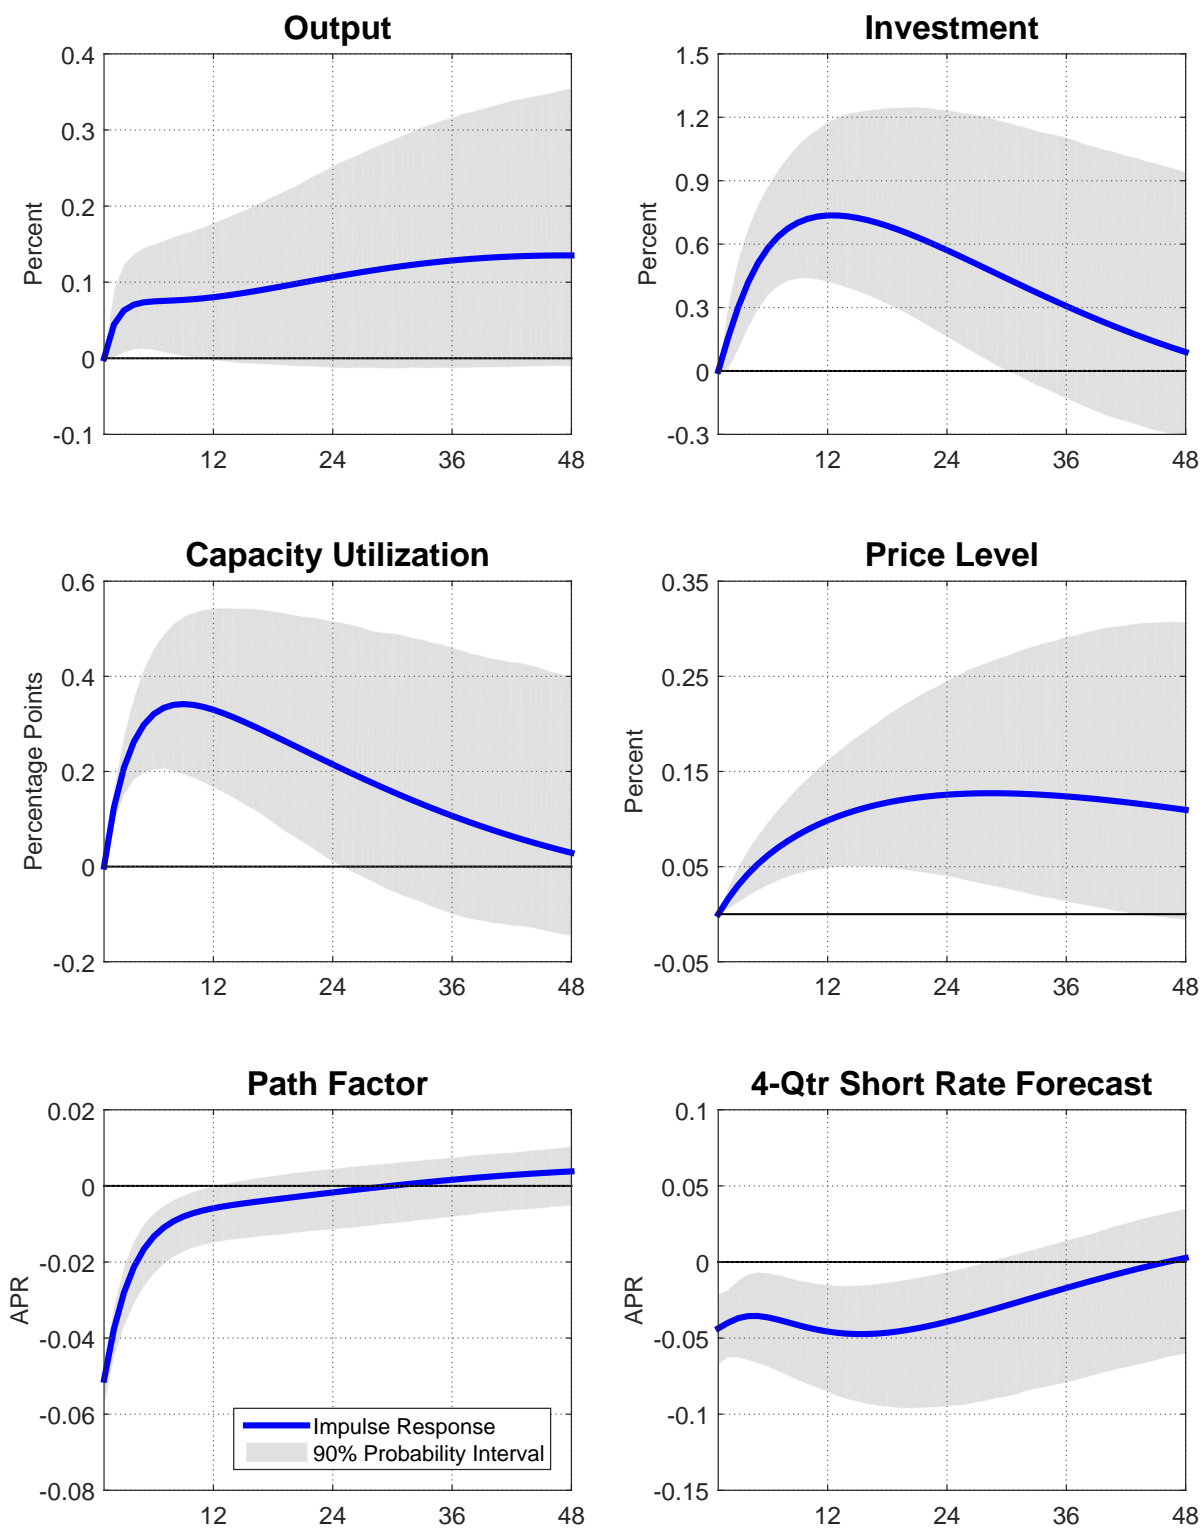 Output
Percent
0.4
0.3
0.2
0.1
0
-0.1
12 24 36 48
Investment
Percent
1.5
1.2
0.9
0.6
0.3
0
-0.3
12 24 36 48
Capacity Utilization
Percentage Points
0.6
0.4
0.2
0
-0.2
12 24 36 48
Price Level
Percent
0.35
0.25
0.15
0.05
-0.05
12 24 36 48
Path Factor
APR
0.02
0
-0.02
-0.04
-0.06
-0.08
Impulse Response
90% Probability Interval
12 24 36 48
4-Qtr Short Rate Forecast
APR
0.1
0.05
0
-0.05
-0.1
-0.15
12 24 36 48